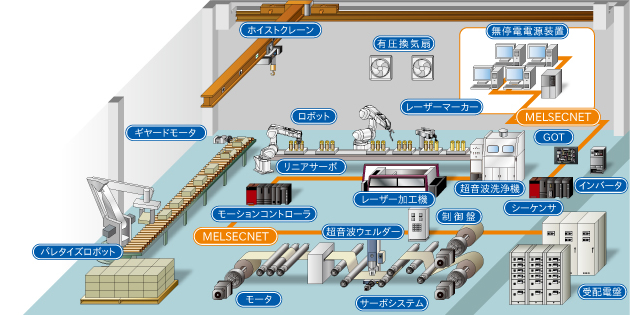 ホイストクレーン
無停電電源装置
有圧換気扇
レーザーマーカー
ロボット
MELSECNET
ギヤードモータ
GOT
リニアサーボ
超音波洗浄機
インバータ
レーザー加工機
モーションコントローラ
シーケンサ
制御盤
超音波ウェルダー
MELSECNET
パレタイズロボット
受配電盤
モータ
サーボシステム